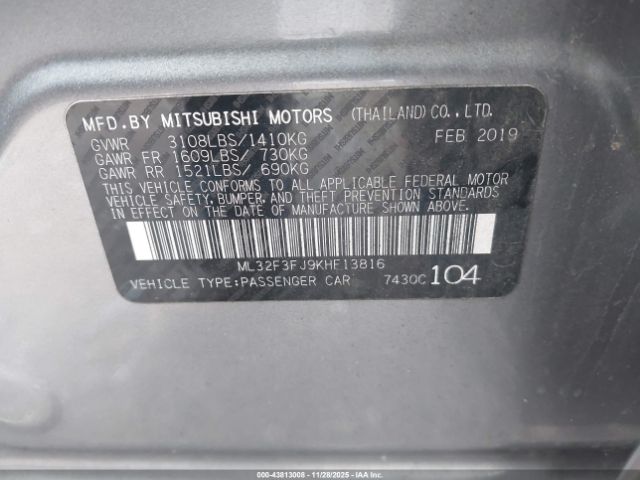 MFD.BY MITSUBISHI MOTORS (THAILAND) CO.,LTD.
GVWR 3108LBS/1410KG FEB 2019
GAWR FR 1609LBS/ 730KG
GAWR RR 1521LBS/ 690KG
THIS VEHICLE CONFORMS TO ALL APPLICABLE FEDERAL MOTOR
VEHICLE SAFETY, BUMPER, AND THEFT PREVENTION STANDARDS
IN EFFECT ON THE DATE OF MANUFACTURE SHOWN ABOVE.
ML32F3FJ9KHF13816
VEHICLE TYPE:PASSENGER CAR 7430C 104
000-43813008 - 11/28/2025 - IAA Inc.